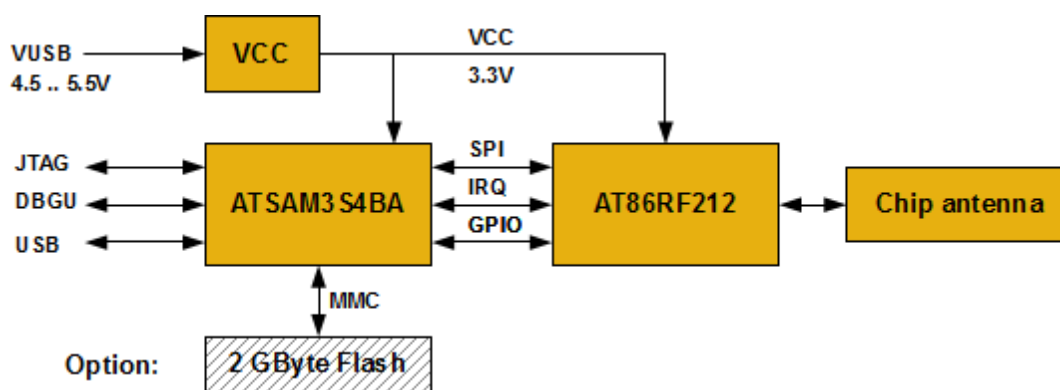 VUSB
4.5 .. 5.5V
VCC
VCC
3.3V
JTAG
DBGU
USB
ATSAM3S4BA
SPI
IRQ
GPIO
AT86RF212
Chip antenna
MMC
Option:
2 GByte Flash